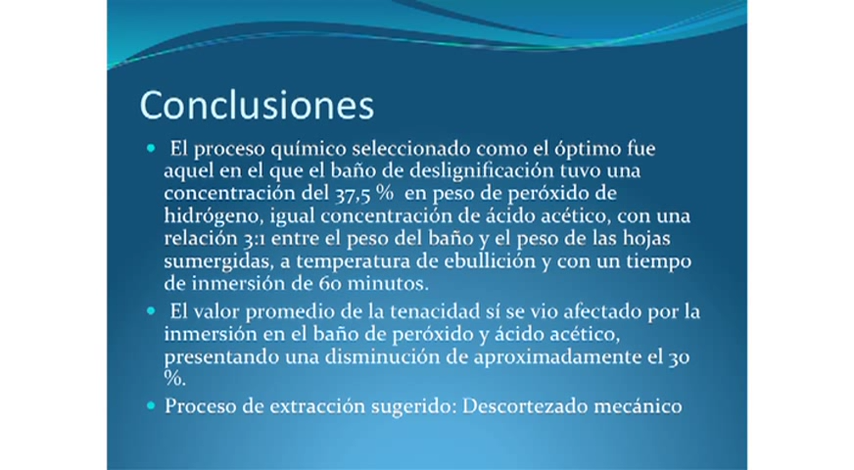 Conclusiones
• El proceso químico seleccionado como el óptimo fue
aquel en el que el baño de deslignificación tuvo una
concentración del 37,5 % en peso de peróxido de
hidrógeno, igual concentración de ácido acético, con una
relación 3:1 entre el peso del baño y el peso de las hojas
sumergidas, a temperatura de ebullición y con un tiempo
de inmersión de 60 minutos.
• El valor promedio de la tenacidad sí se vio afectado por la
inmersión en el baño de peróxido y ácido acético,
presentando una disminución de aproximadamente el 30
%.
• Proceso de extracción sugerido: Descortezado mecánico